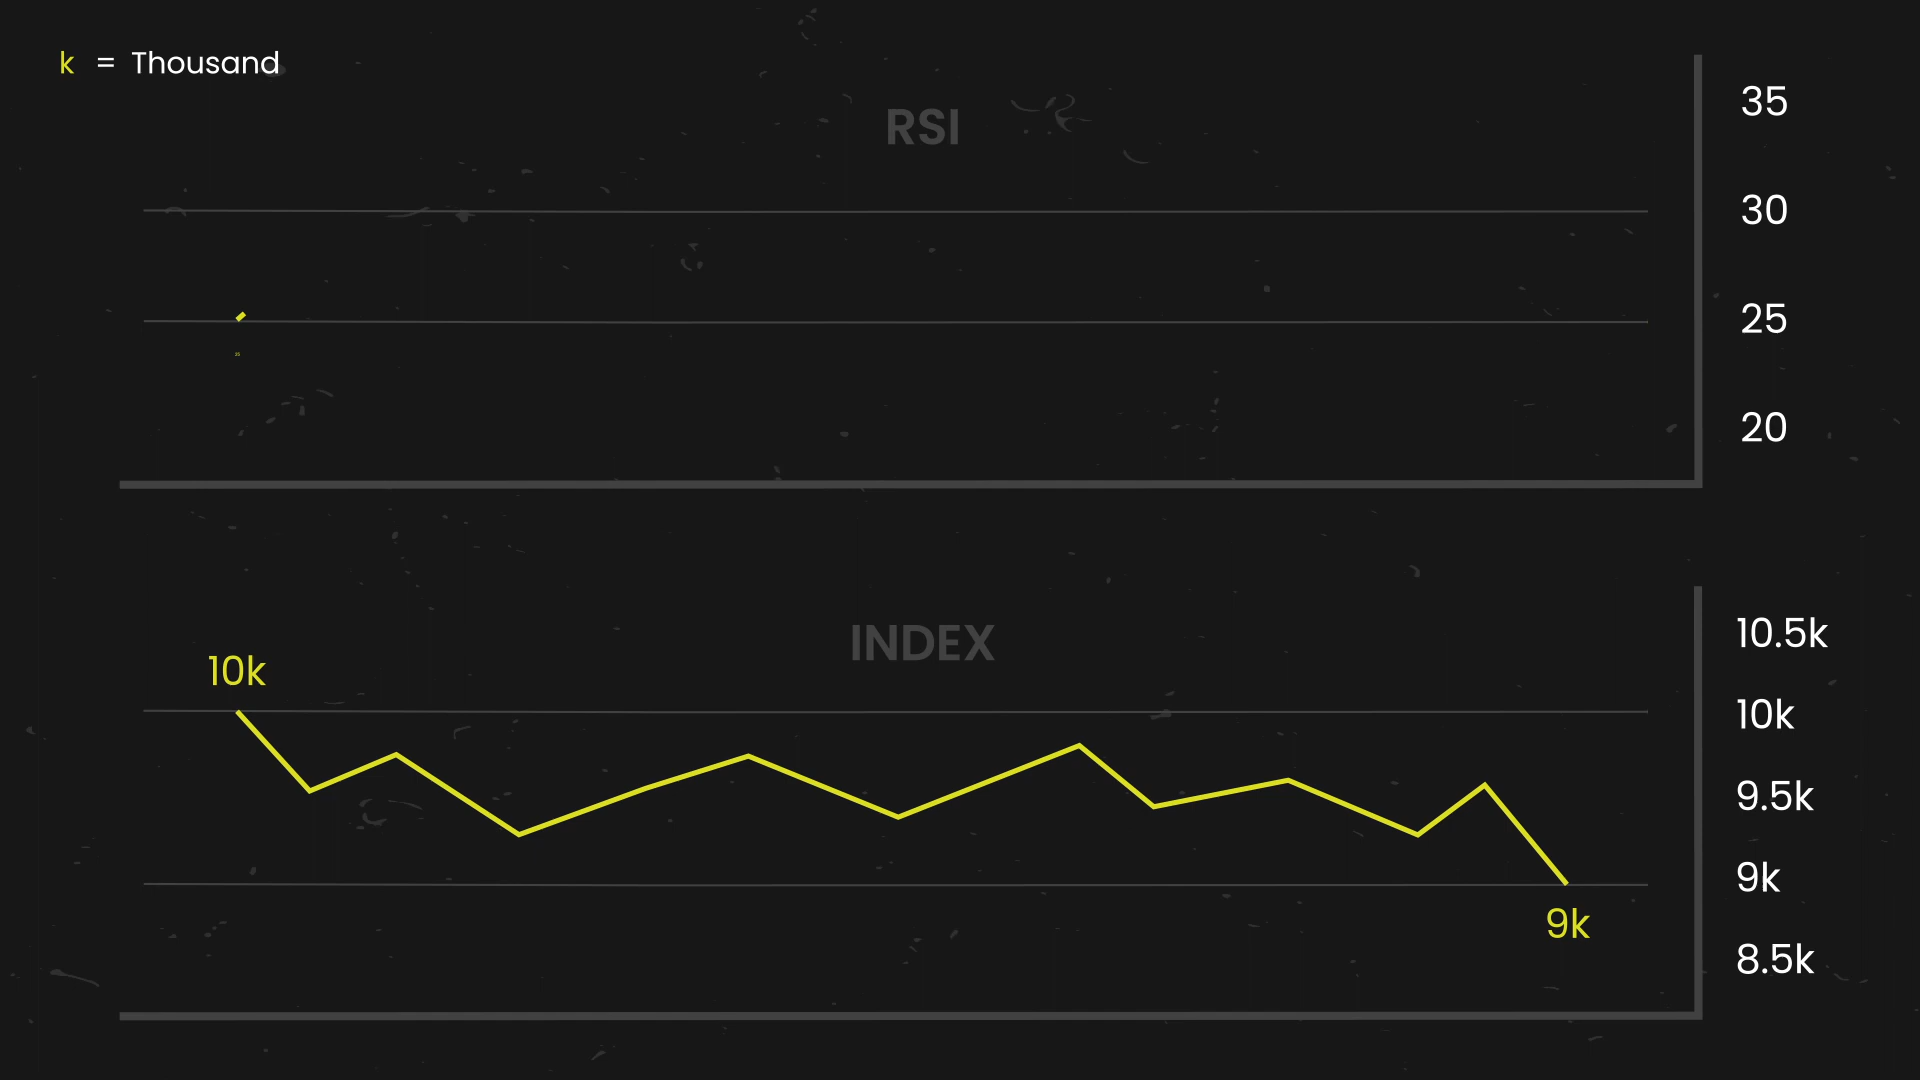 k = Thousand
RSI
35
30
25
20
INDEX
10.5k
10k
9.5k
9k
8.5k
10k
9k